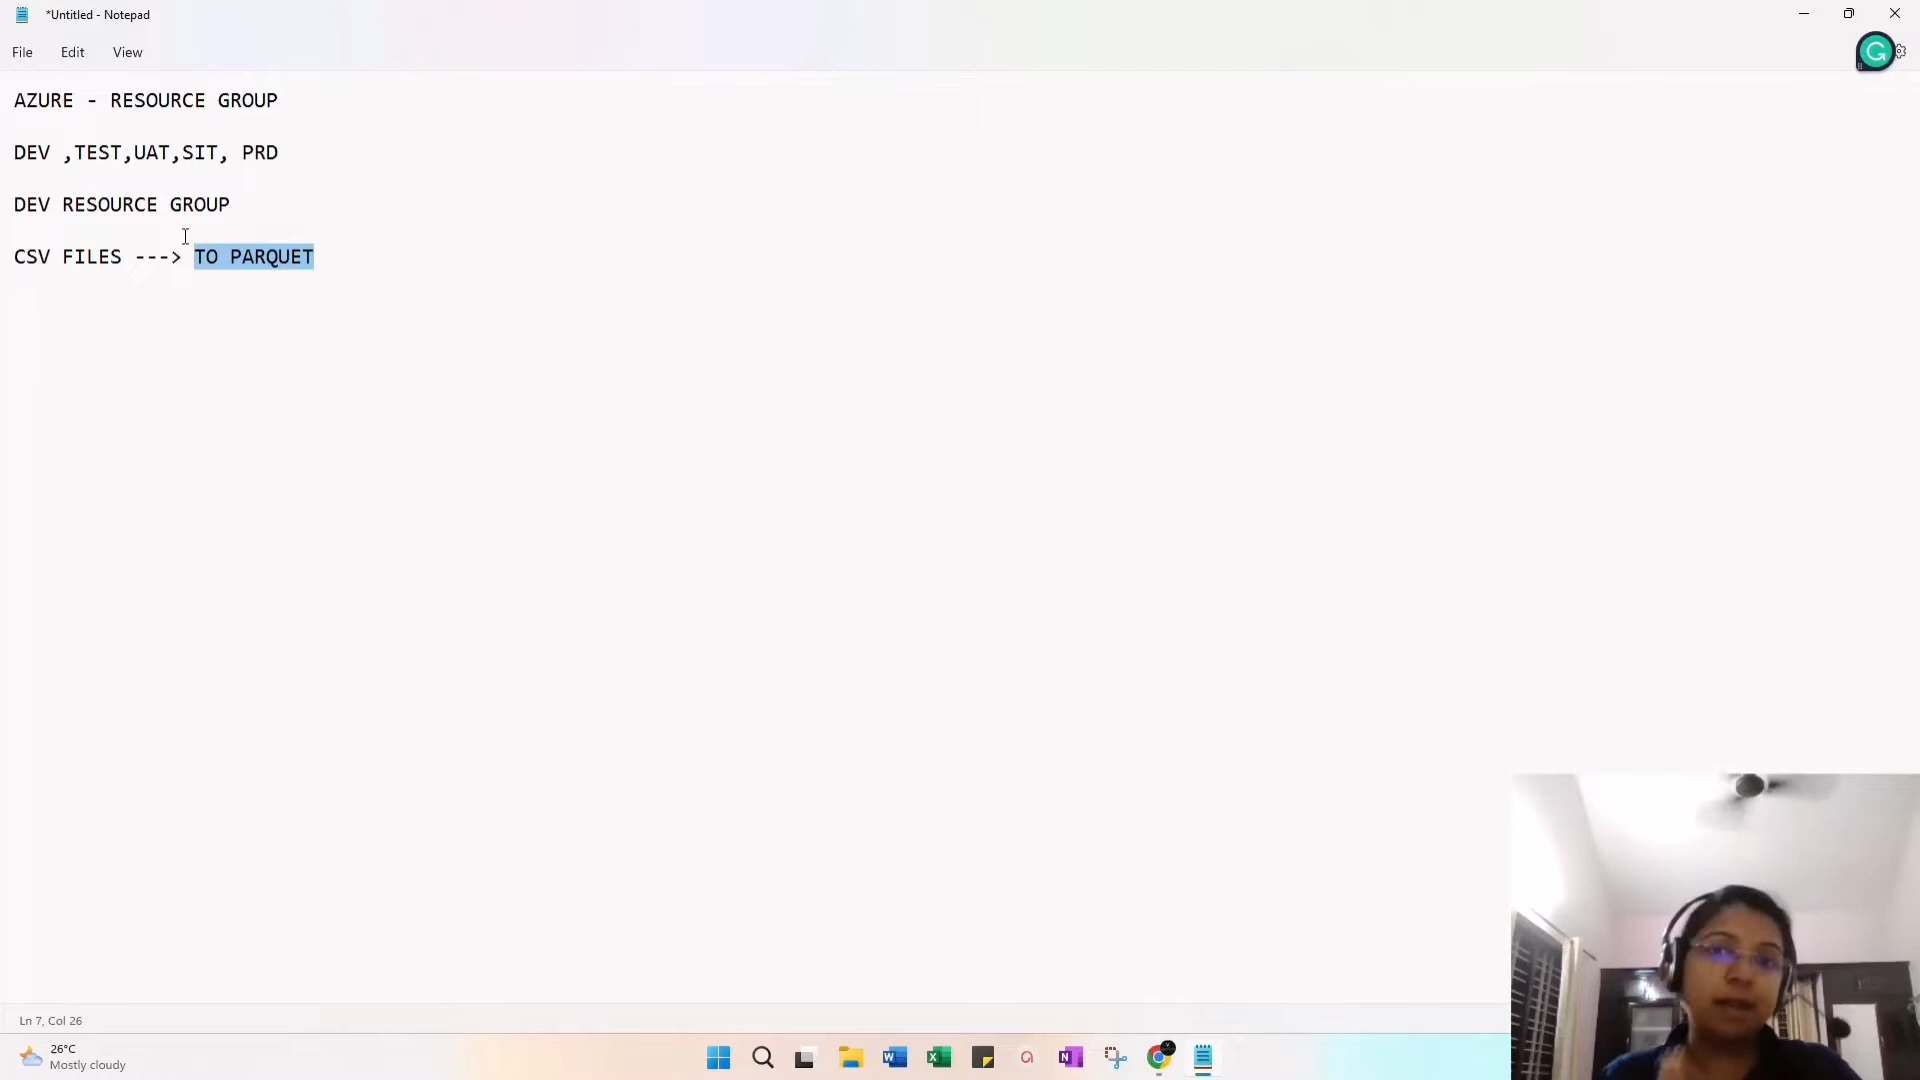 *Untitled - Notepad
File Edit View
AZURE - RESOURCE GROUP
DEV ,TEST,UAT,SIT, PRD
DEV RESOURCE GROUP
CSV FILES ---> TO PARQUET
Ln 7, Col 26
26°C
Mostly cloudy